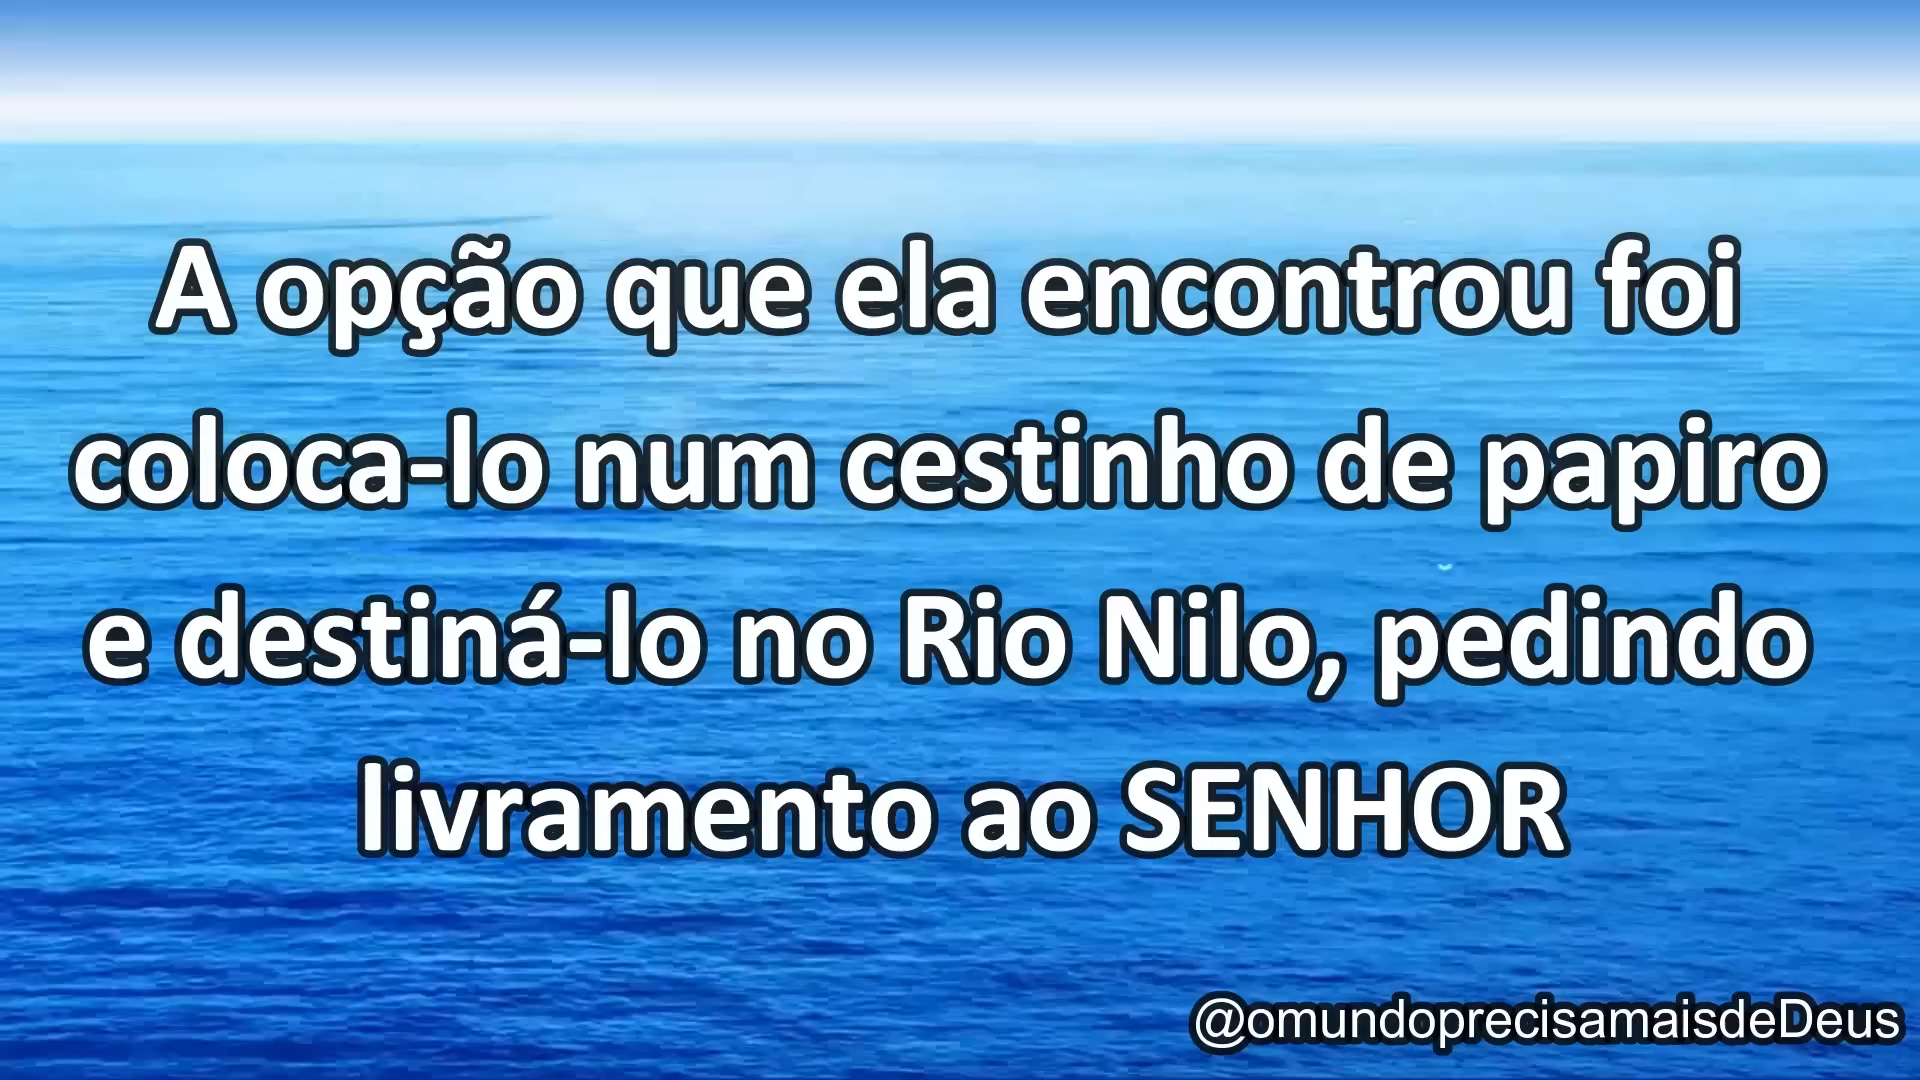 A opção que ela encontrou foi
coloca-lo num cestinho de papiro
e destiná-lo no Rio Nilo, pedindo
livramento ao SENHOR
@omundoprecisamaisdeDeus